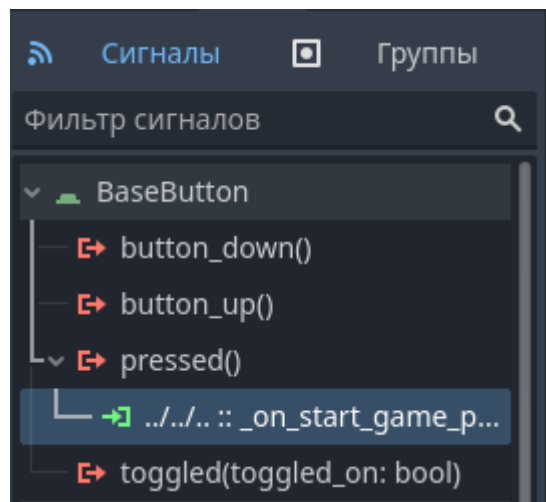 Сигналы Группы
Фильтр сигналов
BaseButton
button_down()
button_up()
pressed()
../../.. :: _on_start_game_p...
toggled(toggled_on: bool)